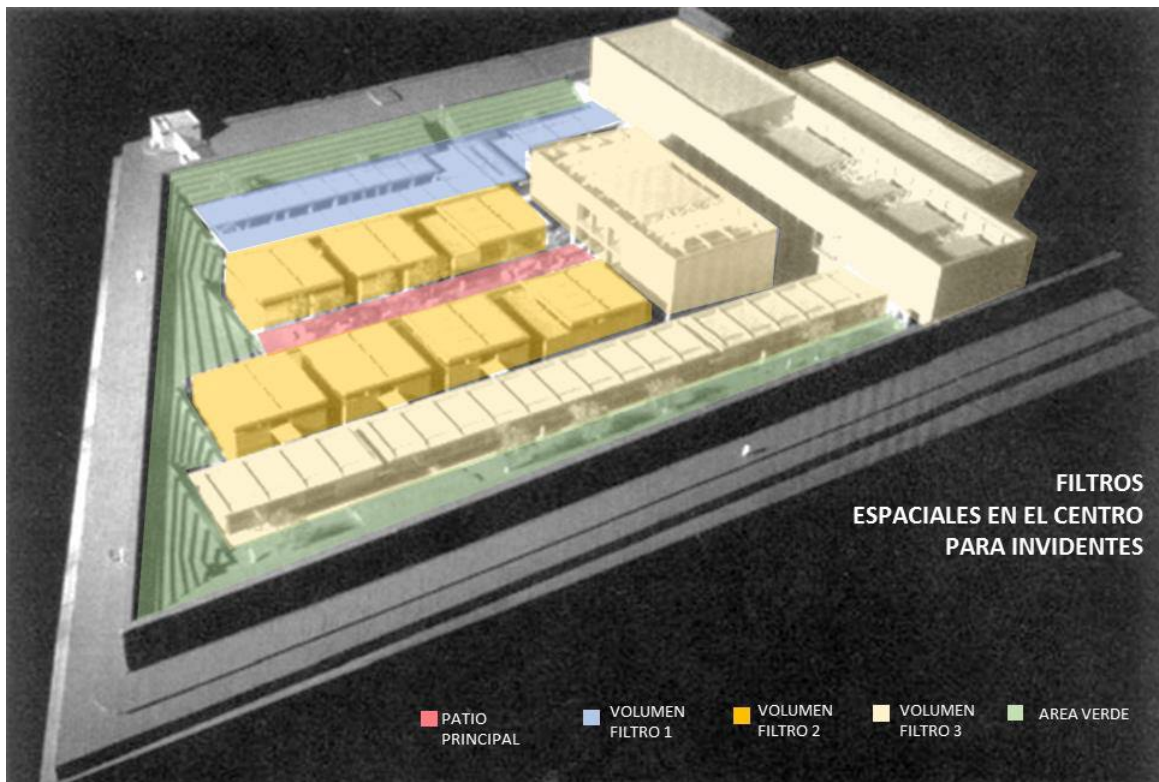 FILTROS
ESPACIALES EN EL CENTRO
PARA INVIDENTES
PATIO
PRINCIPAL
VOLUMEN
FILTRO 1
VOLUMEN
FILTRO 2
VOLUMEN
FILTRO 3
AREA VERDE